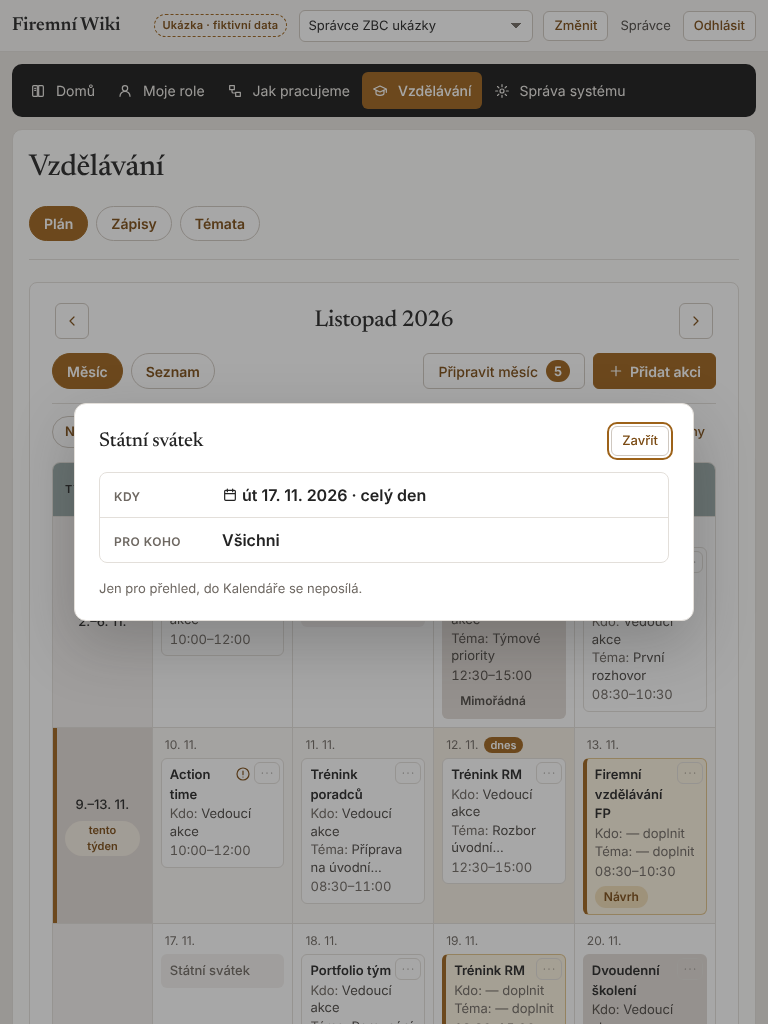 Firemní Wiki
Ukázka · fiktivní data
Správce ZBC ukázky
Změnit
Správce
Odhlásit
Domů
Moje role
Jak pracujeme
Vzdělávání
Správa systému
Vzdělávání
Plán
Zápisy
Témata
Listopad 2026
Měsíc
Seznam
Připravit měsíc 5
+ Přidat akci
Státní svátek
Zavřít
KDY
út 17. 11. 2026 · celý den
PRO KOHO
Všichni
Jen pro přehled, do Kalendáře se neposílá.
2.–6. 11.
akce
10:00–12:00
akce
Téma: Týmové
priority
12:30–15:00
Mimořádná
Kdo: Vedoucí
akce
Téma: První
rozhovor
08:30–10:30
9.–13. 11.
tento
týden
10. 11.
Action
time
Kdo: Vedoucí
akce
10:00–12:00
11. 11.
Trénink
poradců
Kdo: Vedoucí
akce
Téma: Příprava
na úvodní…
08:30–11:00
12. 11. dnes
Trénink RM
Kdo: Vedoucí
akce
Téma: Rozbor
úvodní…
12:30–15:00
13. 11.
Firemní
vzdělávání
FP
Kdo: — doplnit
Téma: — doplnit
08:30–10:30
Návrh
17. 11.
Státní svátek
18. 11.
Portfolio tým
Kdo: Vedoucí
akce
19. 11.
Trénink RM
Kdo: — doplnit
Téma: — doplnit
20. 11.
Dvoudenní
školení
Kdo: Vedoucí
akce